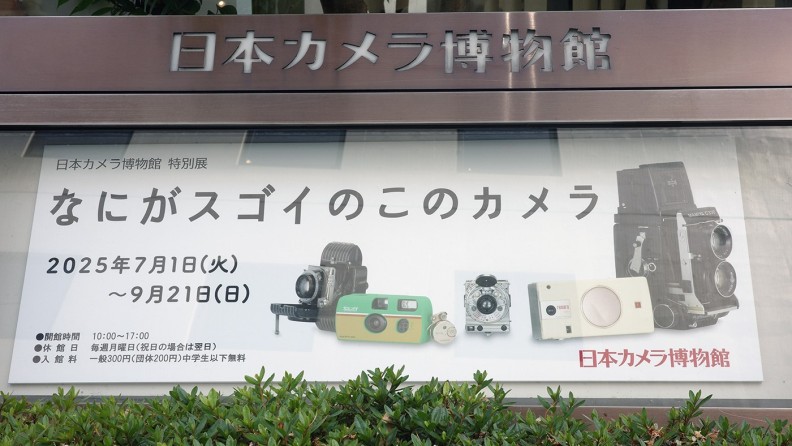 日本カメラ博物館
日本カメラ博物館 特別展
なにがスゴイのこのカメラ
2025年7月1日(火)
～9月21日(日)
●開館時間 10:00～17:00
●休館日 毎週月曜日(祝日の場合は翌日)
●入館料 一般300円(団体200円)中学生以下無料
日本カメラ博物館